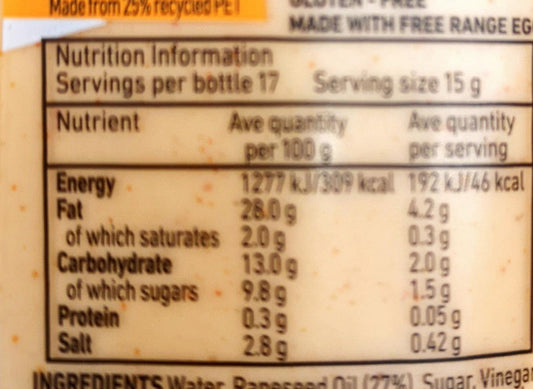 Made from 25% recycled PET
GLUTEN - FREE
MADE WITH FREE RANGE EG
Nutrition Information
Servings per bottle 17 Serving size 15 g
Nutrient Ave quantity per 100 g Ave quantity per serving
Energy 1277 kJ/309 kcal 192 kJ/46 kcal
Fat 28.0 g 4.2 g
of which saturates 2.0 g 0.3 g
Carbohydrate 13.0 g 2.0 g
of which sugars 9.8 g 1.5 g
Protein 0.3 g 0.05 g
Salt 2.8 g 0.42 g
INGREDIENTS Water, Rapeseed Oil (27%), Sugar, Vinegar